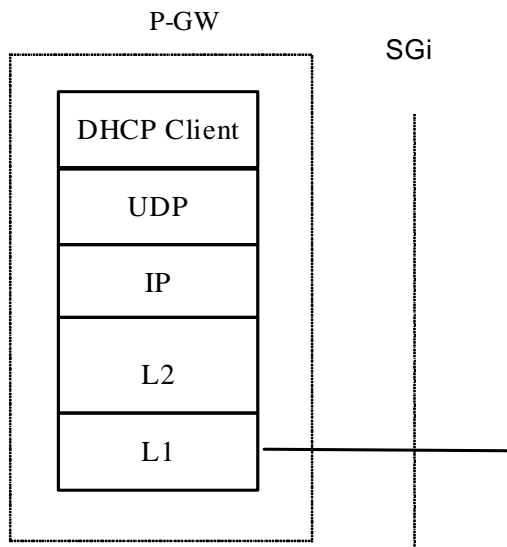 P-GW
SGi
DHCP Client
UDP
IP
L2
L1